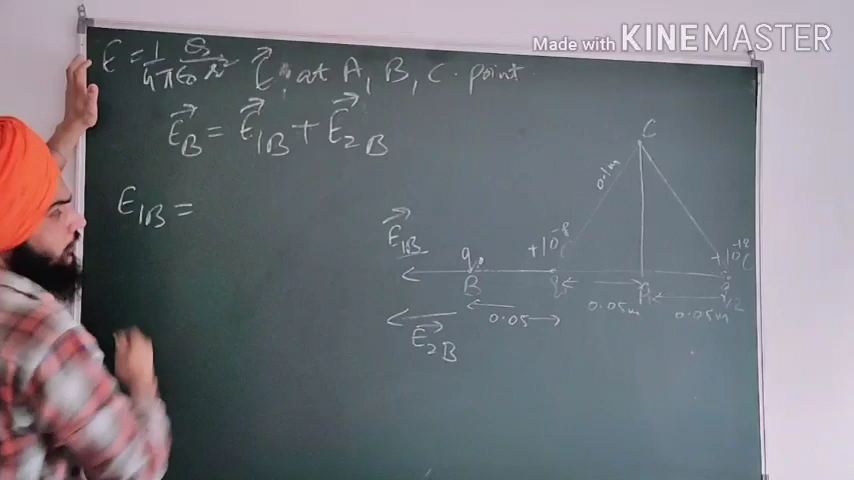 Made with KINEMASTER
E = 1/4πε₀ Q/r² E⃗, at A, B, C. point.
E⃗B = E⃗1B + E⃗2B
E1B =
C
0.1m
E⃗1B
q₀
+10⁻⁸C
+10⁻¹⁸C
B
q₁
A
q2
0.05
0.05m
0.05m
E⃗2B